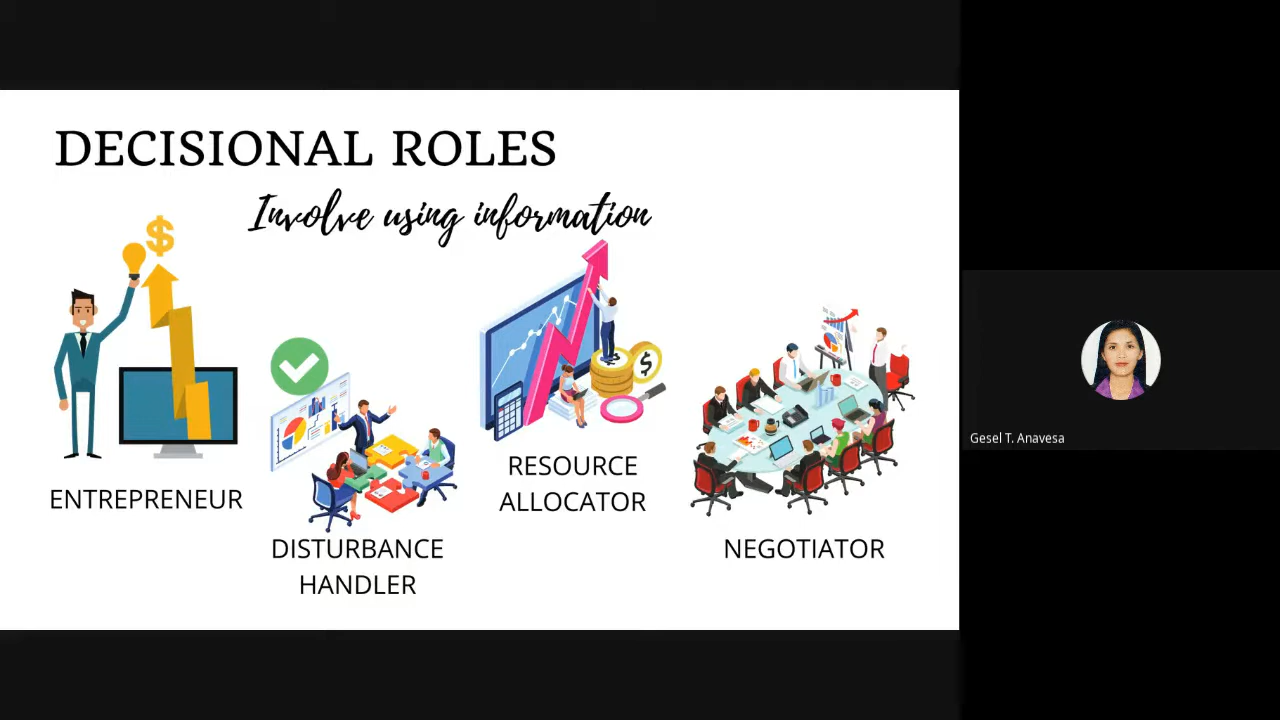 DECISIONAL ROLES
Involve using information
ENTREPRENEUR
DISTURBANCE
HANDLER
RESOURCE
ALLOCATOR
NEGOTIATOR
Gesel T. Anavesa